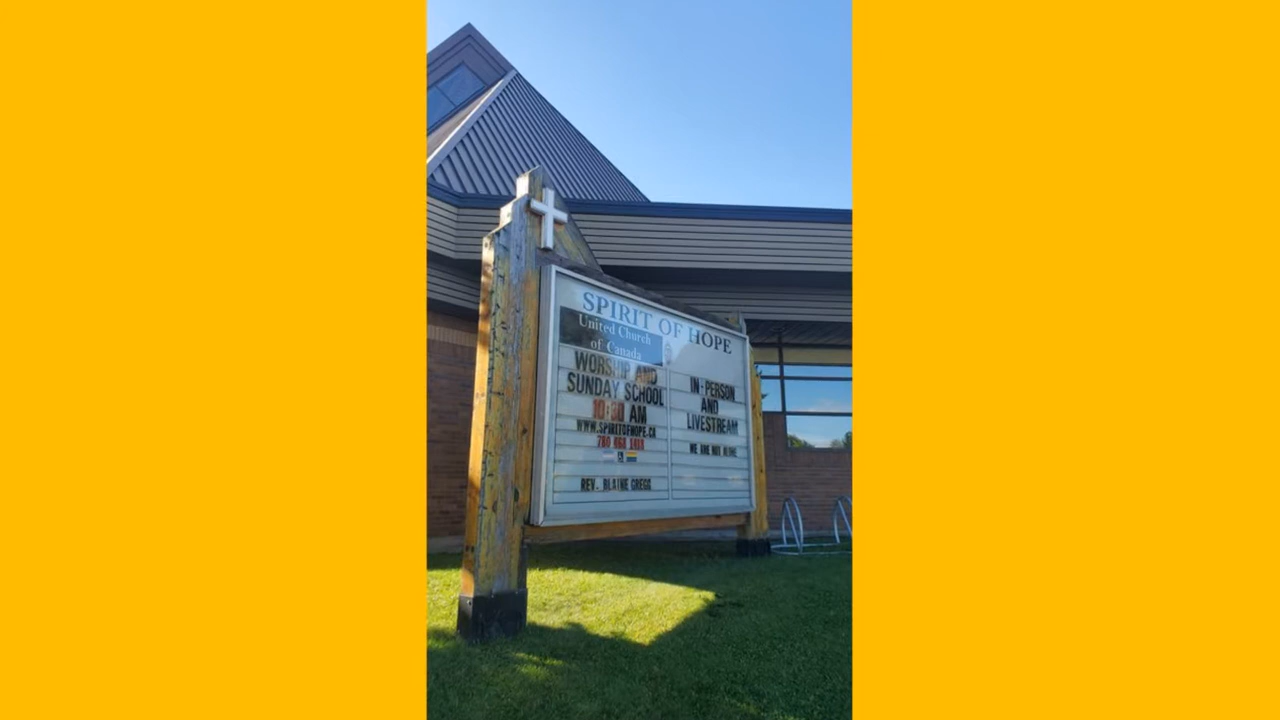 SPIRIT OF HOPE
United Church
of Canada
WORSHIP AND
SUNDAY SCHOOL
10:30 AM
WWW.SPIRITOFHOPE.CA
REV. BLAINE GREGG
IN-PERSON
AND
LIVESTREAM
WE ARE NOT ALONE